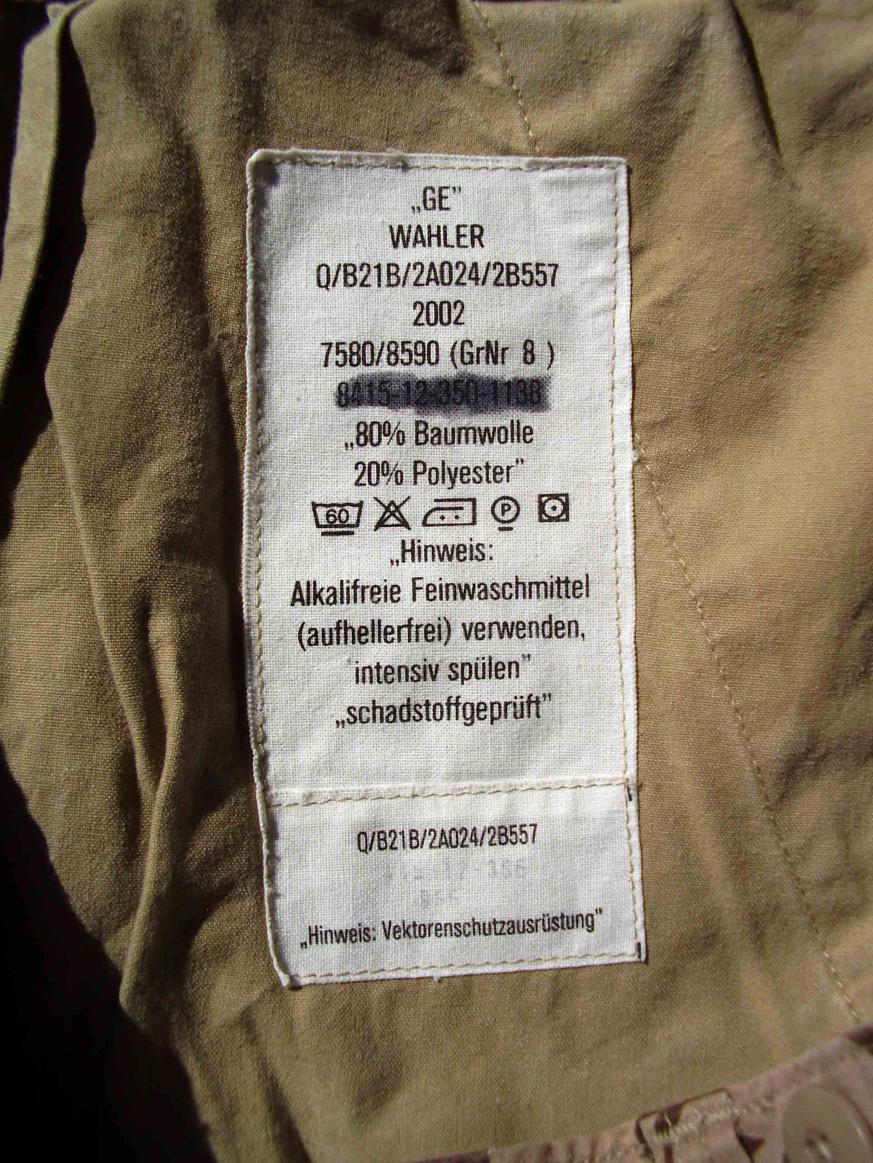 „GE”
WAHLER
Q/B21B/2A024/2B557
2002
7580/8590 (GrNr 8 )
8415-12-350-1138
„80% Baumwolle
20% Polyester”
60 P
„Hinweis:
Alkalifreie Feinwaschmittel
(aufhellerfrei) verwenden,
intensiv spülen”
„schadstoffgeprüft”
Q/B21B/2A024/2B557
„Hinweis: Vektorenschutzausrüstung”